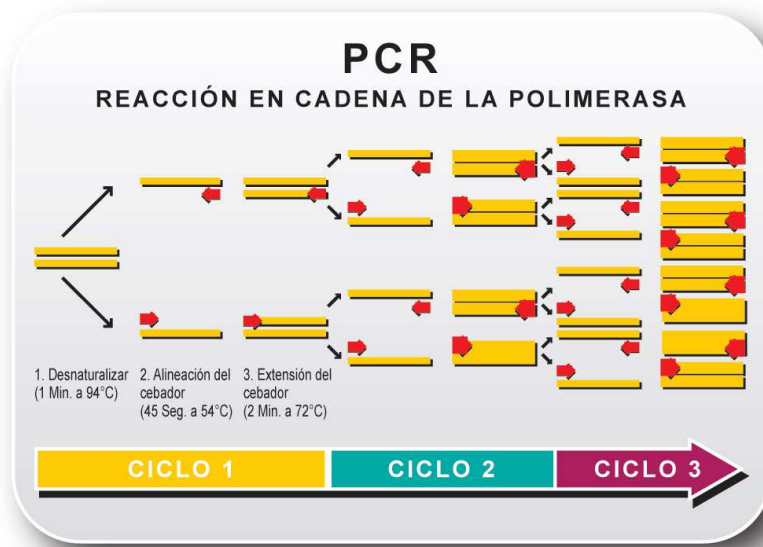 PCR
REACCIÓN EN CADENA DE LA POLIMERASA
1. Desnaturalizar
(1 Min. a 94°C)
2. Alineación del
cebador
(45 Seg. a 54°C)
3. Extensión del
cebador
(2 Min. a 72°C)
CICLO 1
CICLO 2
CICLO 3